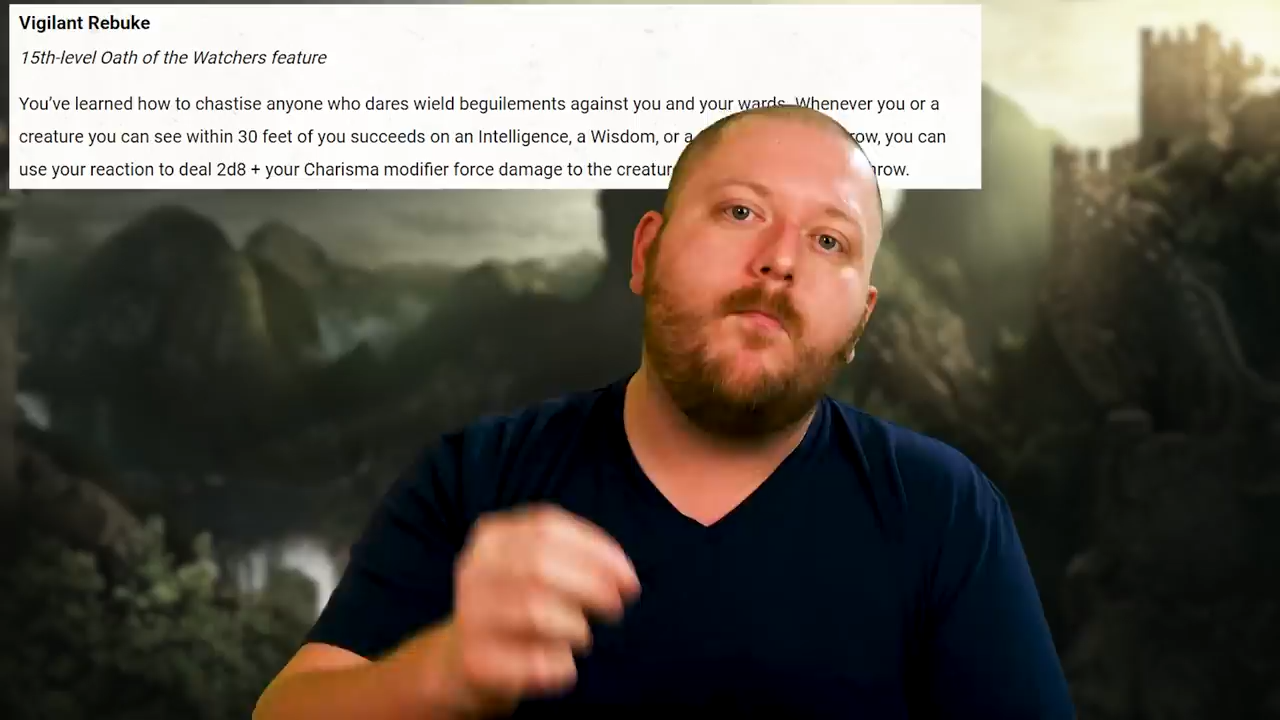 Vigilant Rebuke
15th-level Oath of the Watchers feature
You've learned how to chastise anyone who dares wield beguilements against you and your wards. Whenever you or a
creature you can see within 30 feet of you succeeds on an Intelligence, a Wisdom, or a you can
use your reaction to deal 2d8 + your Charisma modifier force damage to the